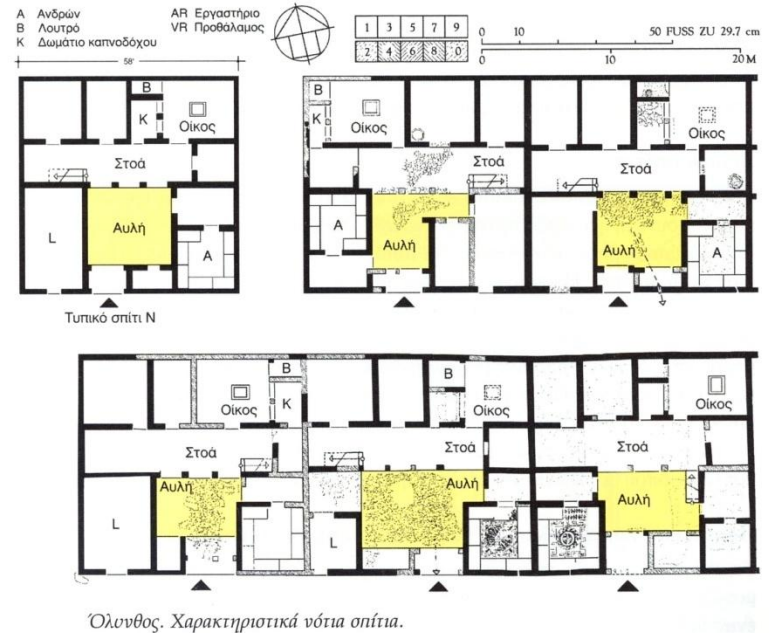 A Ανδρών
B Λουτρό
K Δωμάτιο καπνοδόχου
AR Εργαστήριο
VR Προθάλαμος
1 3 5 7 9
2 4 6 8 0
0 10 50 FUSS ZU 29.7 cm
0 10 20 M
58'
B
K
Οίκος
Στοά
L
Αυλή
A
Τυπικό σπίτι N
B
K
Οίκος
Στοά
A
Αυλή
Οίκος
Στοά
Αυλή
A
B
Οίκος
K
Στοά
Αυλή
L
B
Οίκος
Στοά
Αυλή
L
Οίκος
Στοά
Αυλή
Όλυνθος. Χαρακτηριστικά νότια σπίτια.